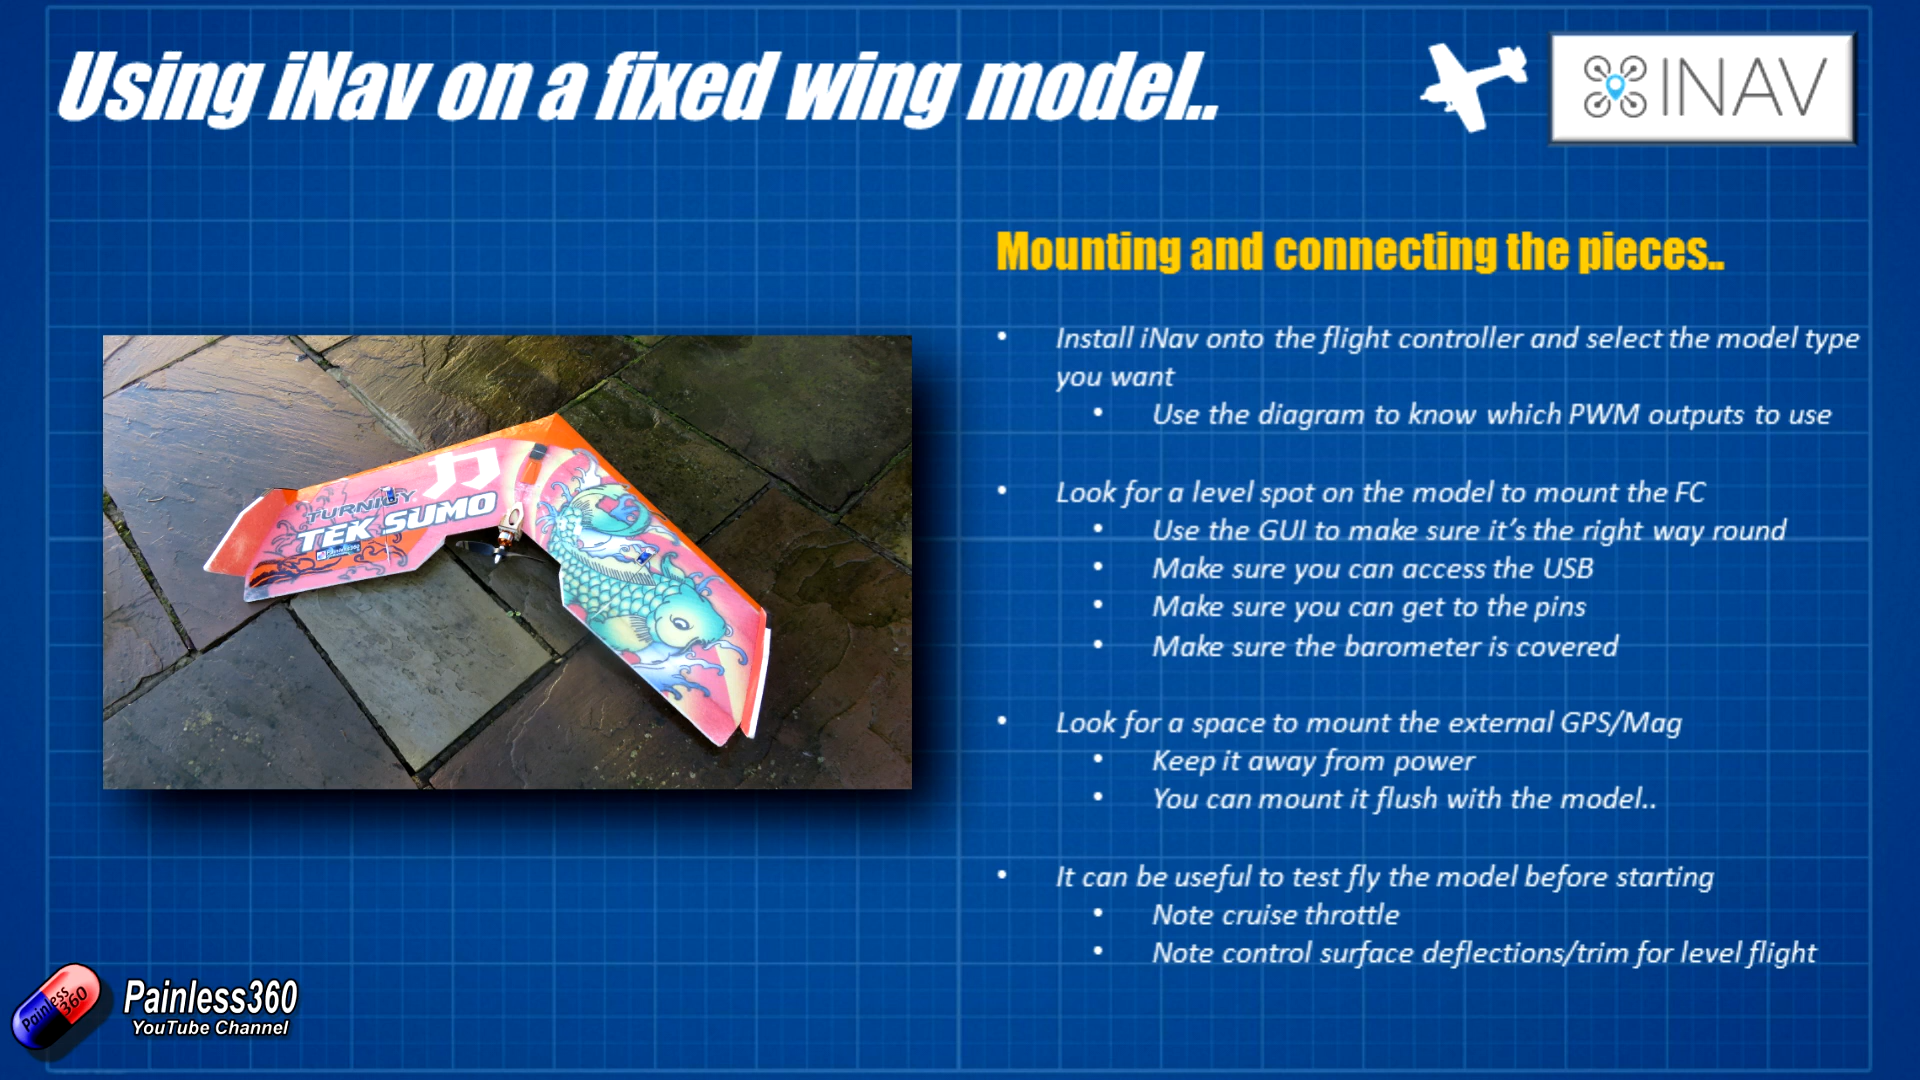 Using iNav on a fixed wing model..
INAV
Mounting and connecting the pieces..
• Install iNav onto the flight controller and select the model type
you want
• Use the diagram to know which PWM outputs to use
• Look for a level spot on the model to mount the FC
• Use the GUI to make sure it's the right way round
• Make sure you can access the USB
• Make sure you can get to the pins
• Make sure the barometer is covered
• Look for a space to mount the external GPS/Mag
• Keep it away from power
• You can mount it flush with the model..
• It can be useful to test fly the model before starting
• Note cruise throttle
• Note control surface deflections/trim for level flight
力
TURNIGY
TEK SUMO
Painless360
Painless
360
Painless360
YouTube Channel